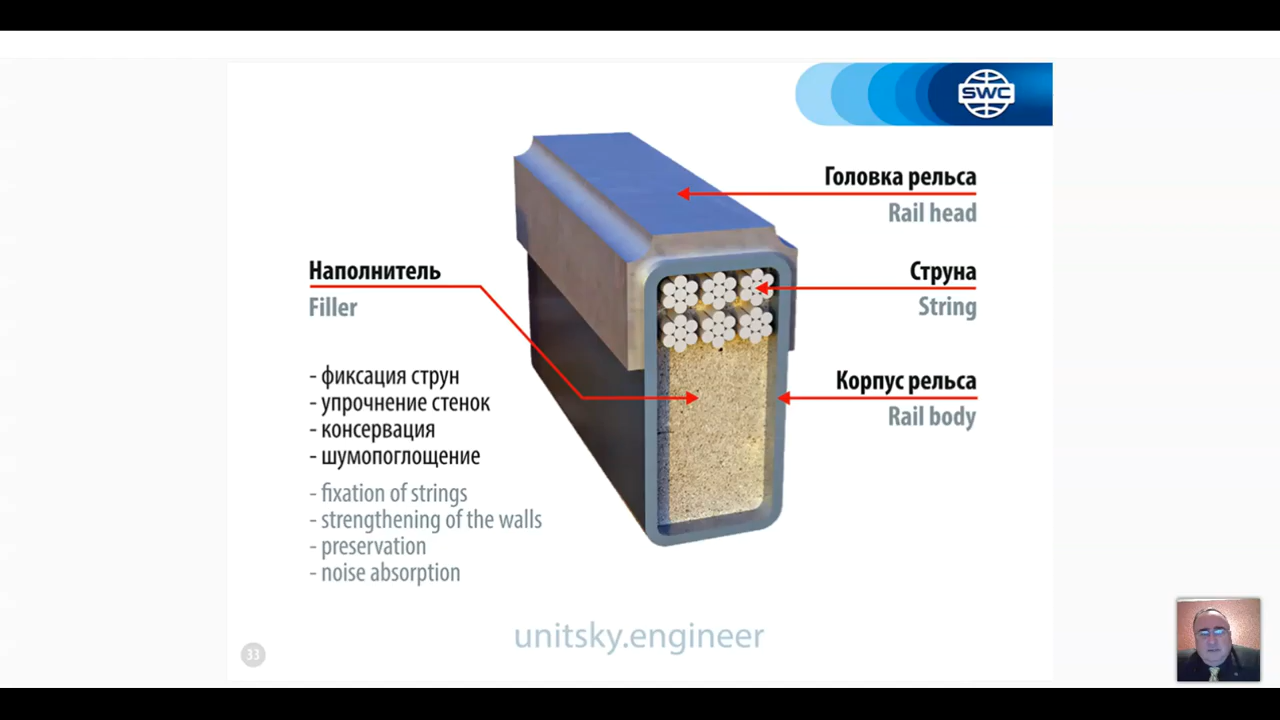 SWC
Головка рельса
Rail head
Наполнитель
Filler
Струна
String
Корпус рельса
Rail body
- фиксация струн
- упрочнение стенок
- консервация
- шумопоглощение
- fixation of strings
- strengthening of the walls
- preservation
- noise absorption
unitsky.engineer
33